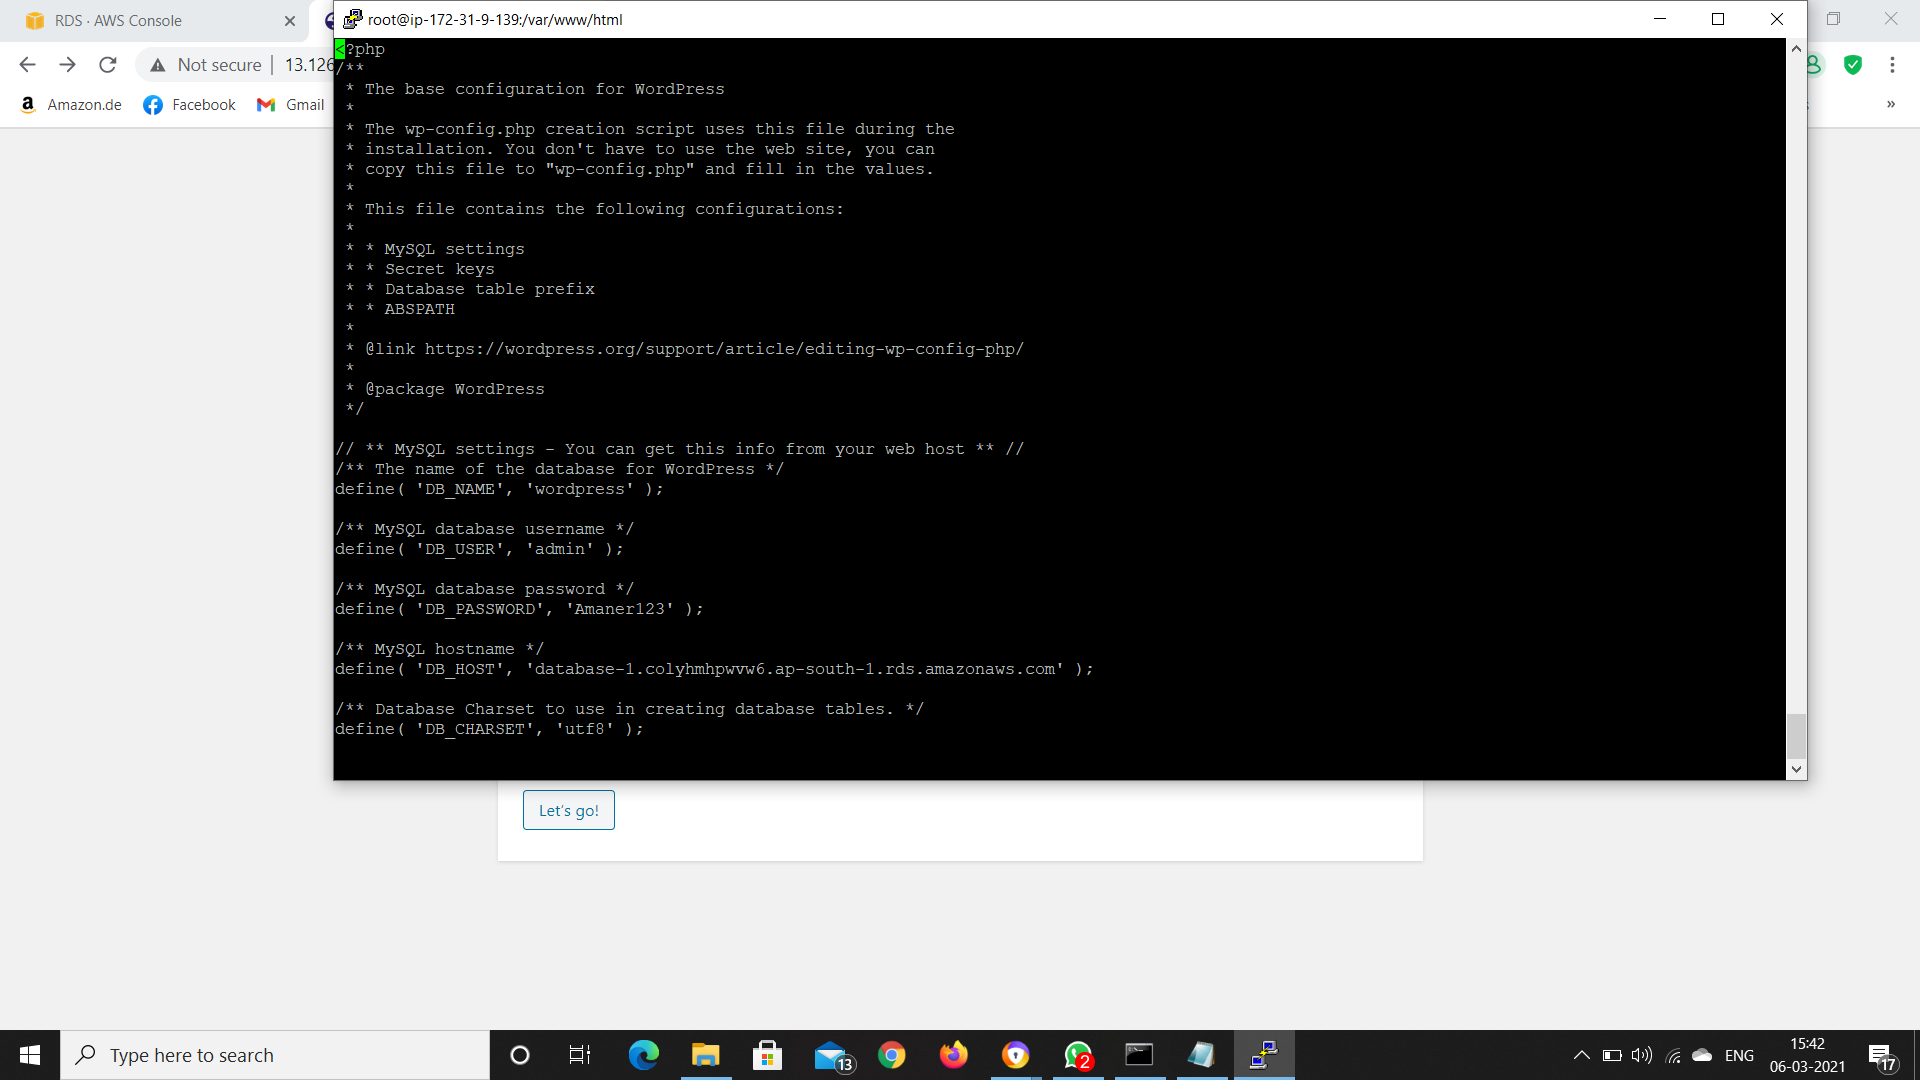 RDS · AWS Console
root@ip-172-31-9-139:/var/www/html
Not secure
13.126
Amazon.de
Facebook
Gmail
<?php
/**
* The base configuration for WordPress
*
* The wp-config.php creation script uses this file during the
* installation. You don't have to use the web site, you can
* copy this file to "wp-config.php" and fill in the values.
*
* This file contains the following configurations:
*
* * MySQL settings
* * Secret keys
* * Database table prefix
* * ABSPATH
*
* @link https://wordpress.org/support/article/editing-wp-config-php/
*
* @package WordPress
*/
// ** MySQL settings - You can get this info from your web host ** //
/** The name of the database for WordPress */
define( 'DB_NAME', 'wordpress' );
/** MySQL database username */
define( 'DB_USER', 'admin' );
/** MySQL database password */
define( 'DB_PASSWORD', 'Amaner123' );
/** MySQL hostname */
define( 'DB_HOST', 'database-1.colyhmhpwvw6.ap-south-1.rds.amazonaws.com' );
/** Database Charset to use in creating database tables. */
define( 'DB_CHARSET', 'utf8' );
Let's go!
Type here to search
13
2
ENG
15:42
06-03-2021
17